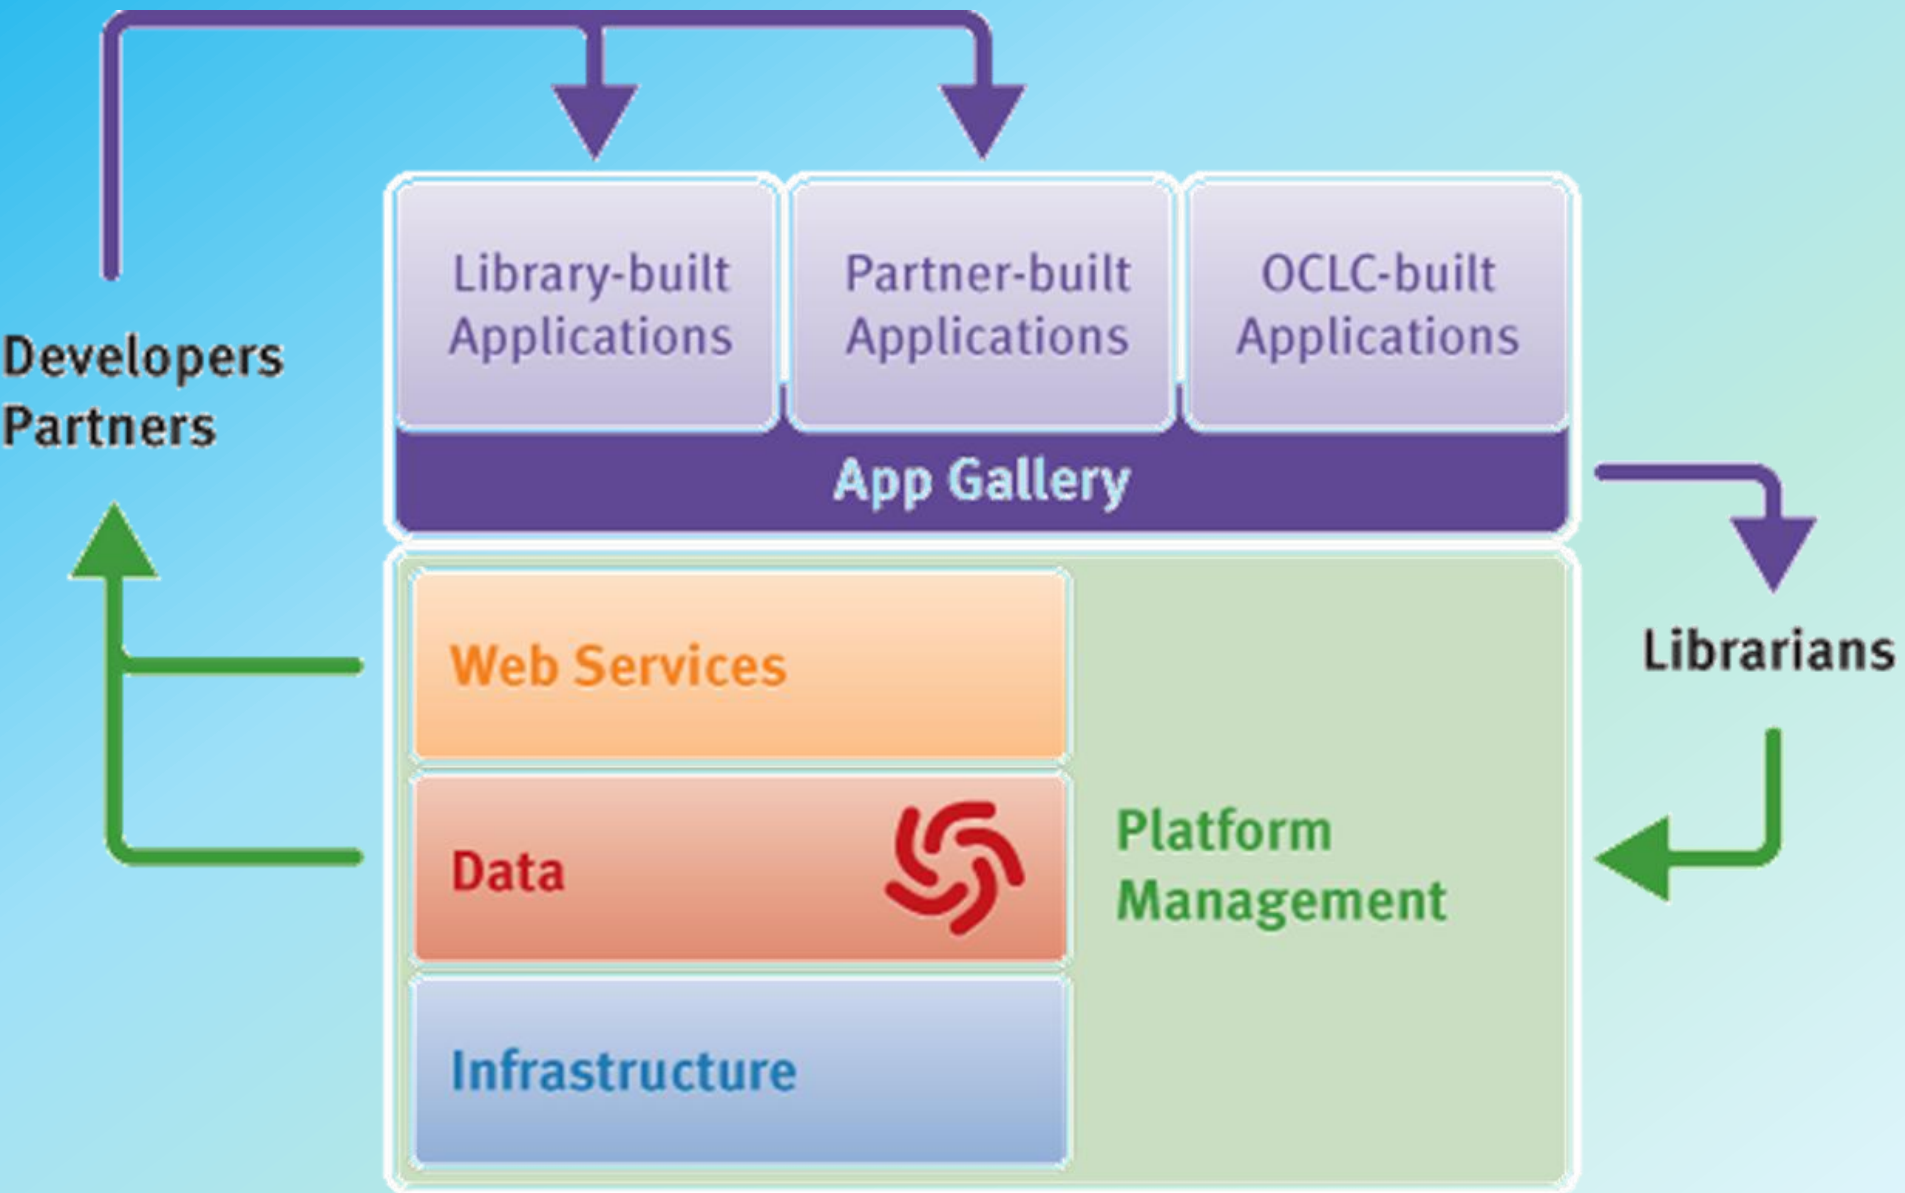 Library-built
Applications
Partner-built
Applications
OCLC-built
Applications
Developers
Partners
App Gallery
Librarians
Web Services
Data
Platform
Management
Infrastructure